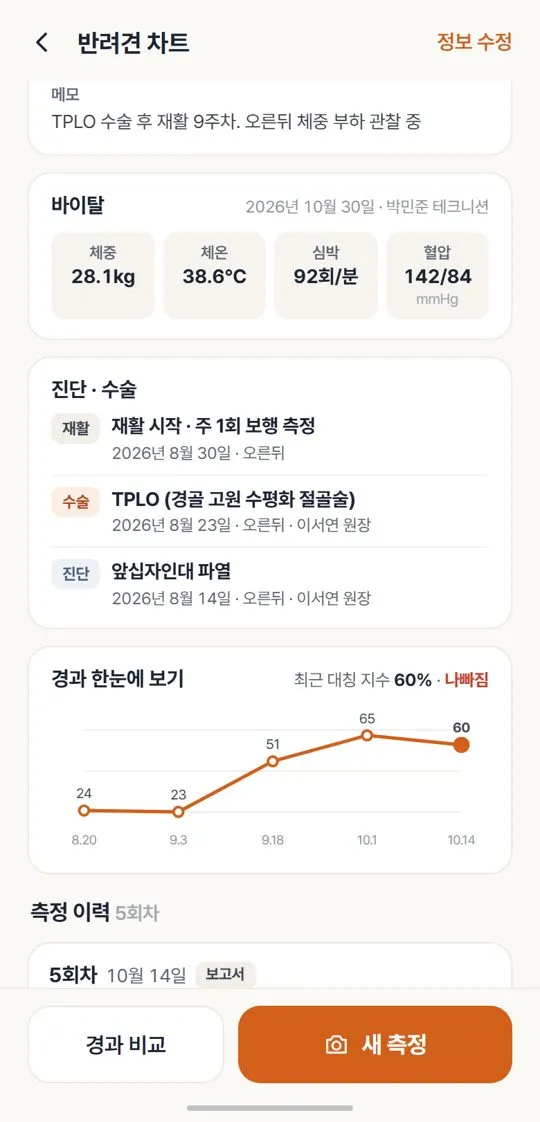 반려견 차트
정보 수정
메모
TPLO 수술 후 재활 9주차. 오른뒤 체중 부하 관찰 중
바이탈
2026년 10월 30일 · 박민준 테크니션
체중
28.1kg
체온
38.6°C
심박
92회/분
혈압
142/84
mmHg
진단 · 수술
재활
재활 시작 · 주 1회 보행 측정
2026년 8월 30일 · 오른뒤
수술
TPLO (경골 고원 수평화 절골술)
2026년 8월 23일 · 오른뒤 · 이서연 원장
진단
앞십자인대 파열
2026년 8월 14일 · 오른뒤 · 이서연 원장
경과 한눈에 보기
최근 대칭 지수 60% · 나빠짐
24
23
51
65
60
8.20
9.3
9.18
10.1
10.14
측정 이력 5회차
5회차 10월 14일 보고서
경과 비교
새 측정